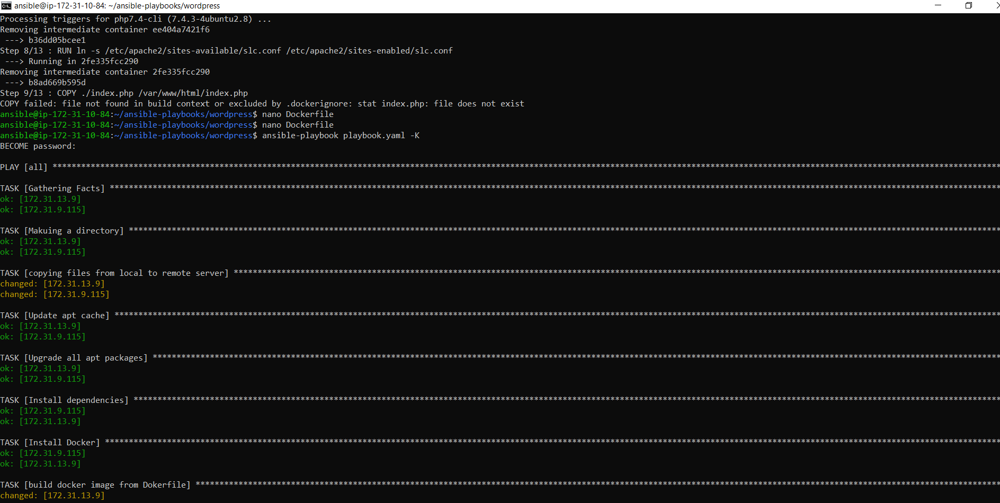 ansible@ip-172-31-10-84: ~/ansible-playbooks/wordpress
Processing triggers for php7.4-cli (7.4.3-4ubuntu2.8) ...
Removing intermediate container ee404a7421f6
 ---> b36dd05bcee1
Step 8/13 : RUN ln -s /etc/apache2/sites-available/slc.conf /etc/apache2/sites-enabled/slc.conf
 ---> Running in 2fe335fcc290
Removing intermediate container 2fe335fcc290
 ---> b8ad669b595d
Step 9/13 : COPY ./index.php /var/www/html/index.php
COPY failed: file not found in build context or excluded by .dockerignore: stat index.php: file does not exist
ansible@ip-172-31-10-84:~/ansible-playbooks/wordpress$ nano Dockerfile
ansible@ip-172-31-10-84:~/ansible-playbooks/wordpress$ nano Dockerfile
ansible@ip-172-31-10-84:~/ansible-playbooks/wordpress$ ansible-playbook playbook.yaml -K
BECOME password:
PLAY [all] ****************************************************************
TASK [Gathering Facts] ****************************************************************
ok: [172.31.13.9]
ok: [172.31.9.115]
TASK [Makuing a directory] ****************************************************************
ok: [172.31.13.9]
ok: [172.31.9.115]
TASK [copying files from local to remote server] ****************************************************************
changed: [172.31.13.9]
changed: [172.31.9.115]
TASK [Update apt cache] ****************************************************************
ok: [172.31.13.9]
ok: [172.31.9.115]
TASK [Upgrade all apt packages] ****************************************************************
ok: [172.31.13.9]
ok: [172.31.9.115]
TASK [Install dependencies] ****************************************************************
ok: [172.31.9.115]
ok: [172.31.13.9]
TASK [Install Docker] ****************************************************************
ok: [172.31.9.115]
ok: [172.31.13.9]
TASK [build docker image from Dokerfile] ****************************************************************
changed: [172.31.13.9]